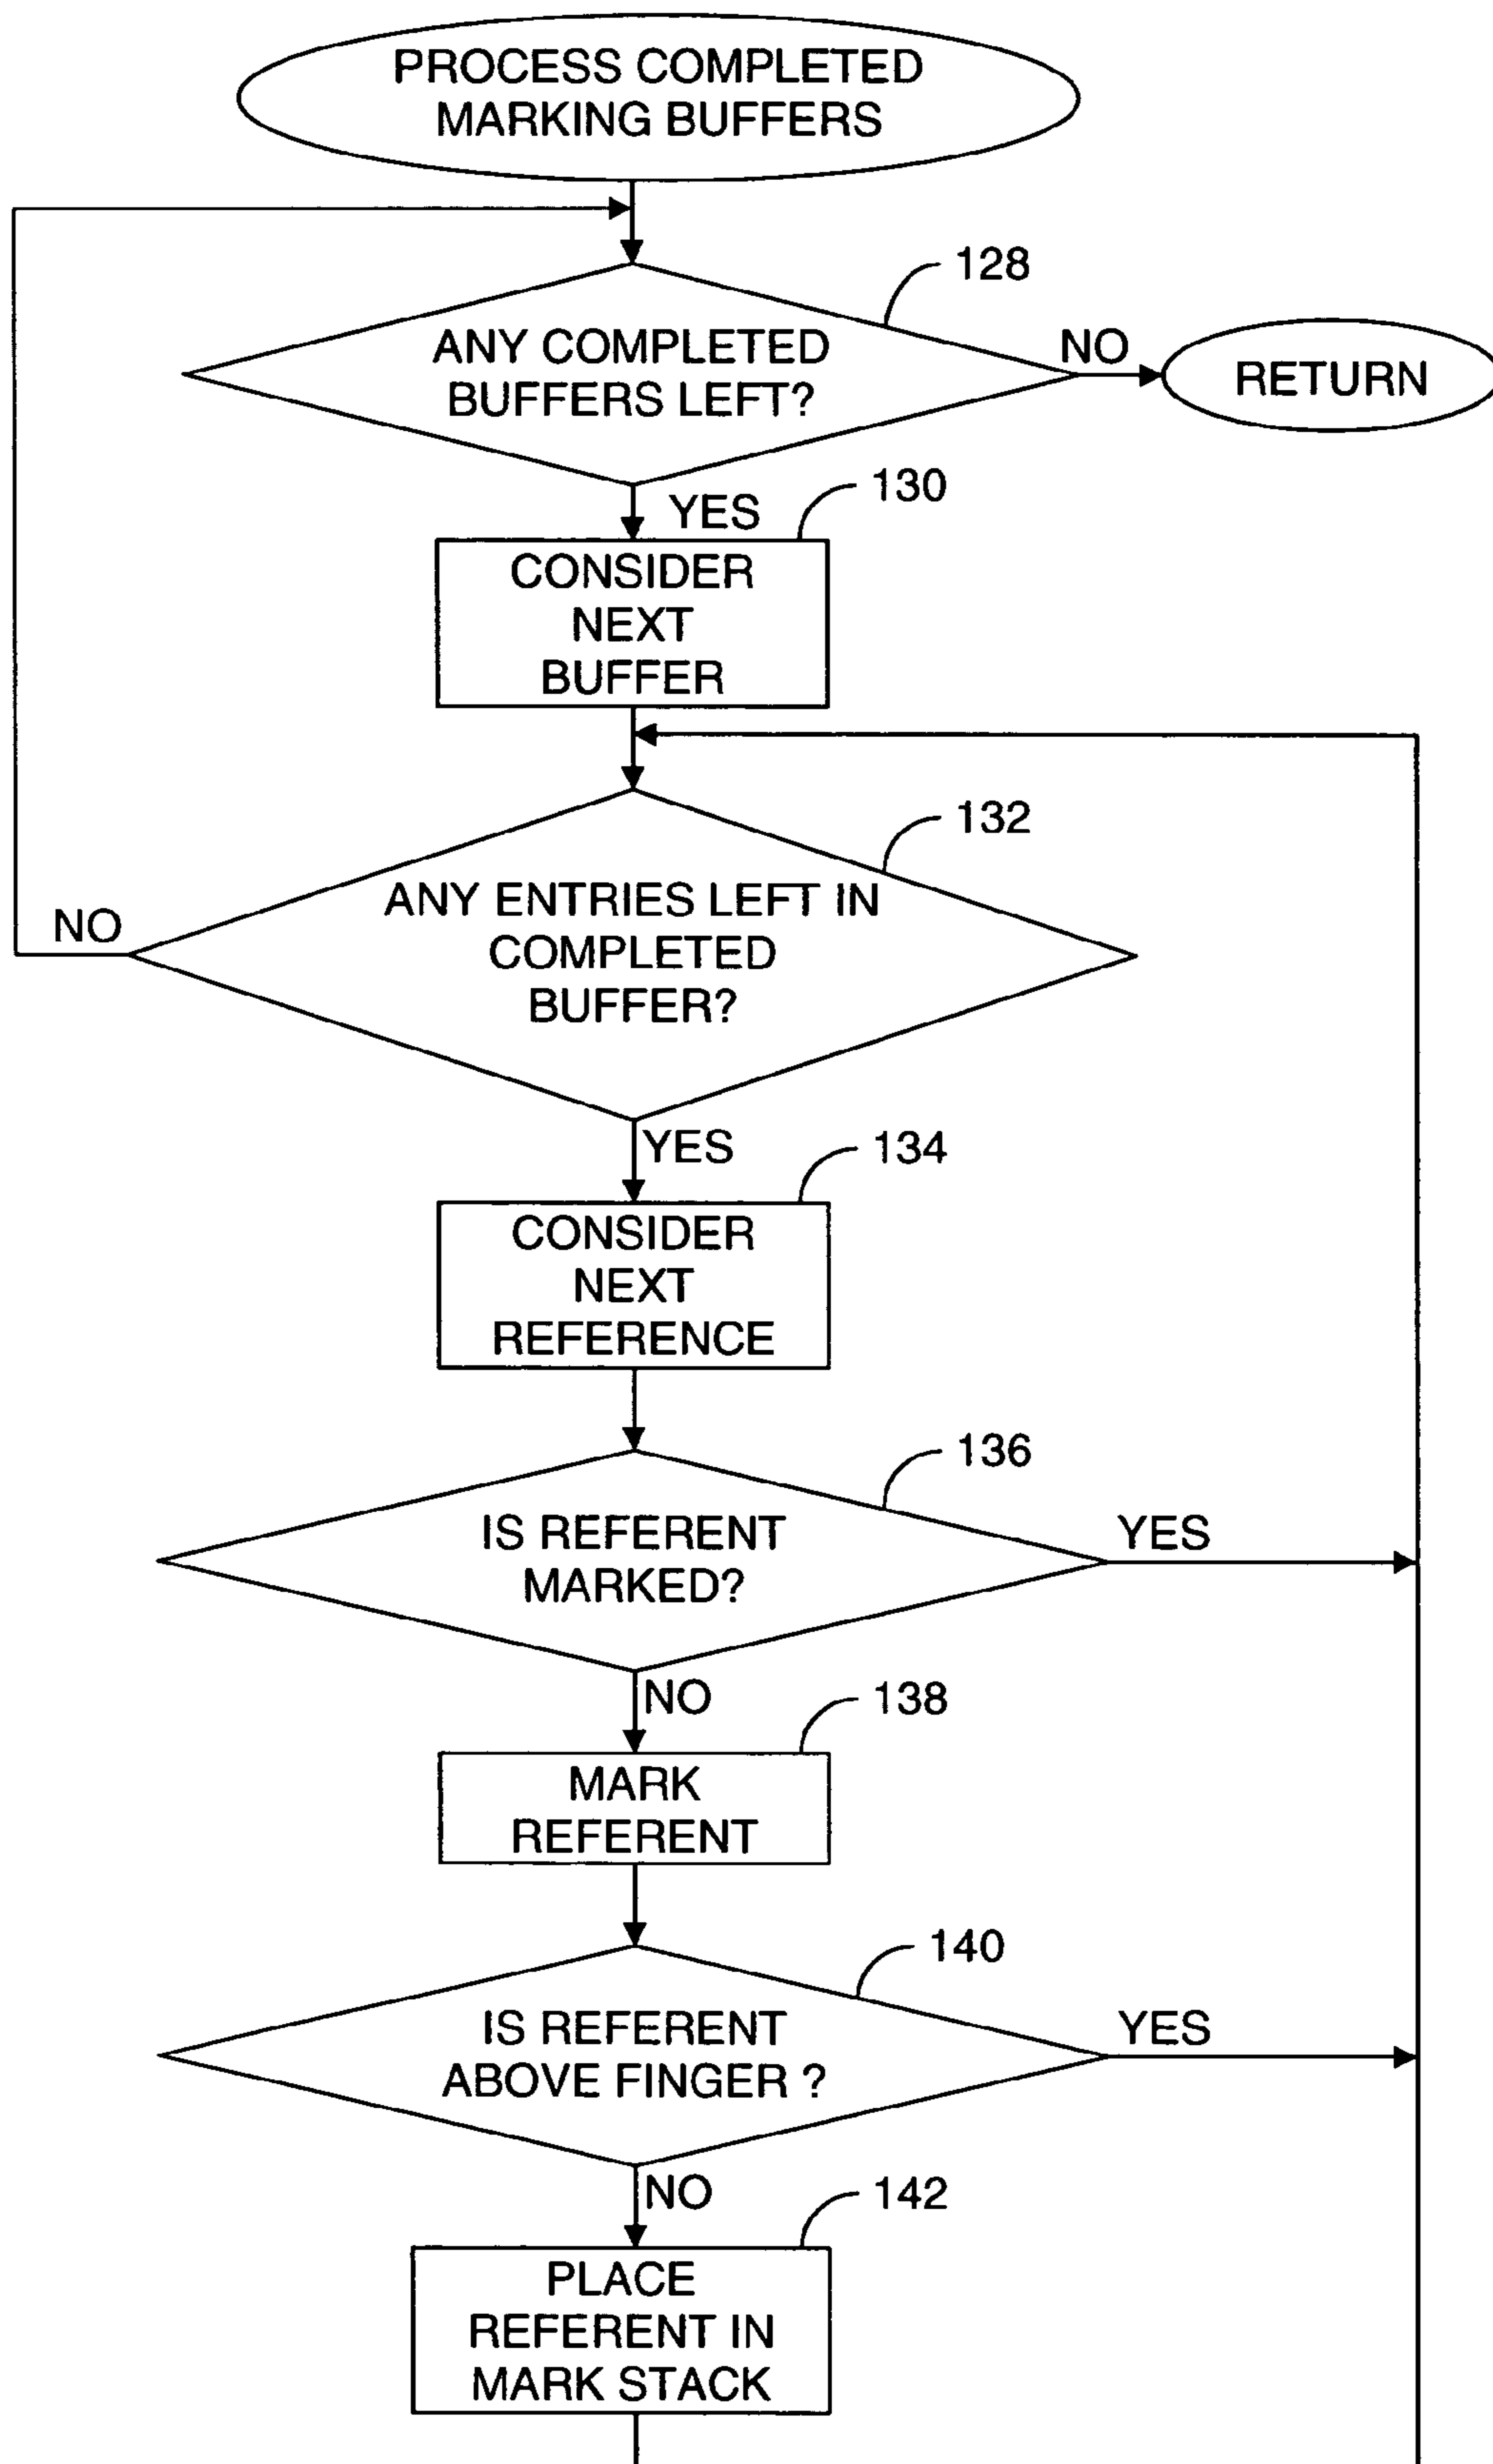 PROCESS COMPLETED
MARKING BUFFERS
128
ANY COMPLETED
BUFFERS LEFT?
NO
RETURN
YES
130
CONSIDER
NEXT
BUFFER
132
ANY ENTRIES LEFT IN
COMPLETED
BUFFER?
NO
YES
134
CONSIDER
NEXT
REFERENCE
136
IS REFERENT
MARKED?
YES
NO
138
MARK
REFERENT
140
IS REFERENT
ABOVE FINGER ?
YES
NO
142
PLACE
REFERENT IN
MARK STACK